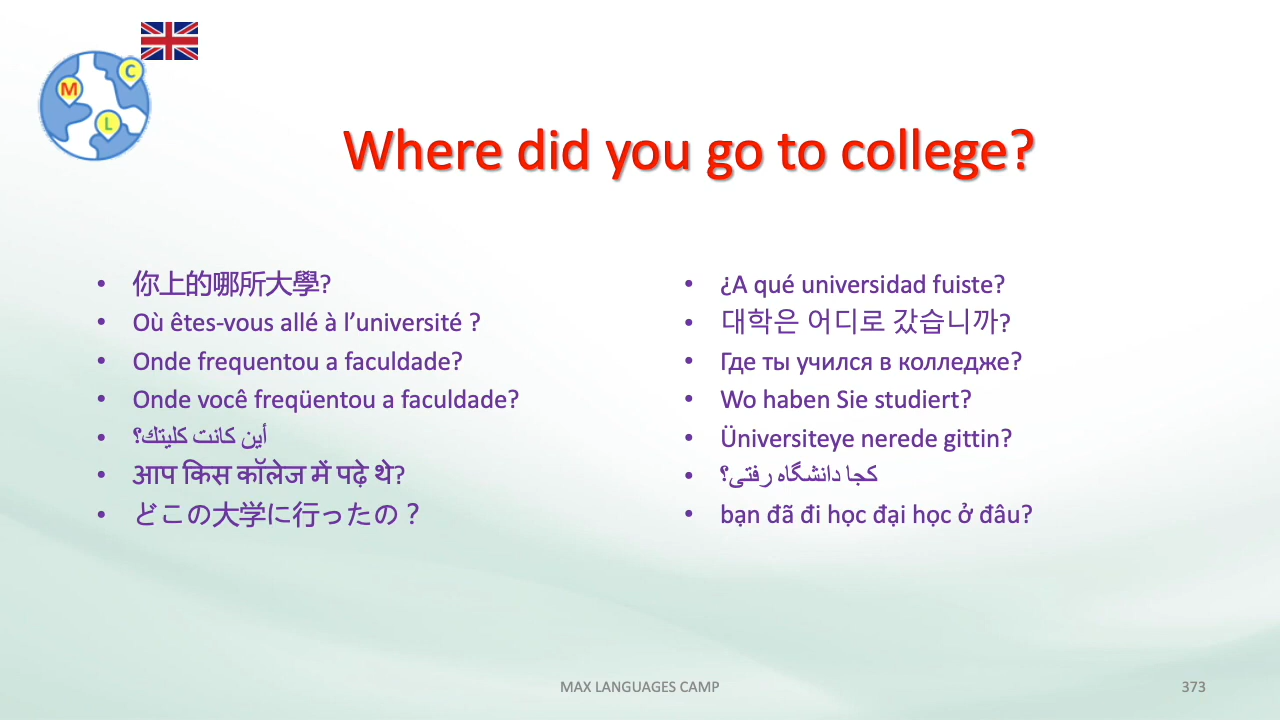 C
M
L
Where did you go to college?
你上的哪所大學?
Où êtes-vous allé à l’université ?
Onde frequentou a faculdade?
Onde você freqüentou a faculdade?
أين كانت كليتك؟
आप किस कॉलेज में पढ़े थे?
どこの大学に行ったの？
¿A qué universidad fuiste?
대학은 어디로 갔습니까?
Где ты учился в колледже?
Wo haben Sie studiert?
Üniversiteye nerede gittin?
کجا دانشگاه رفتی؟
bạn đã đi học đại học ở đâu?
MAX LANGUAGES CAMP
373